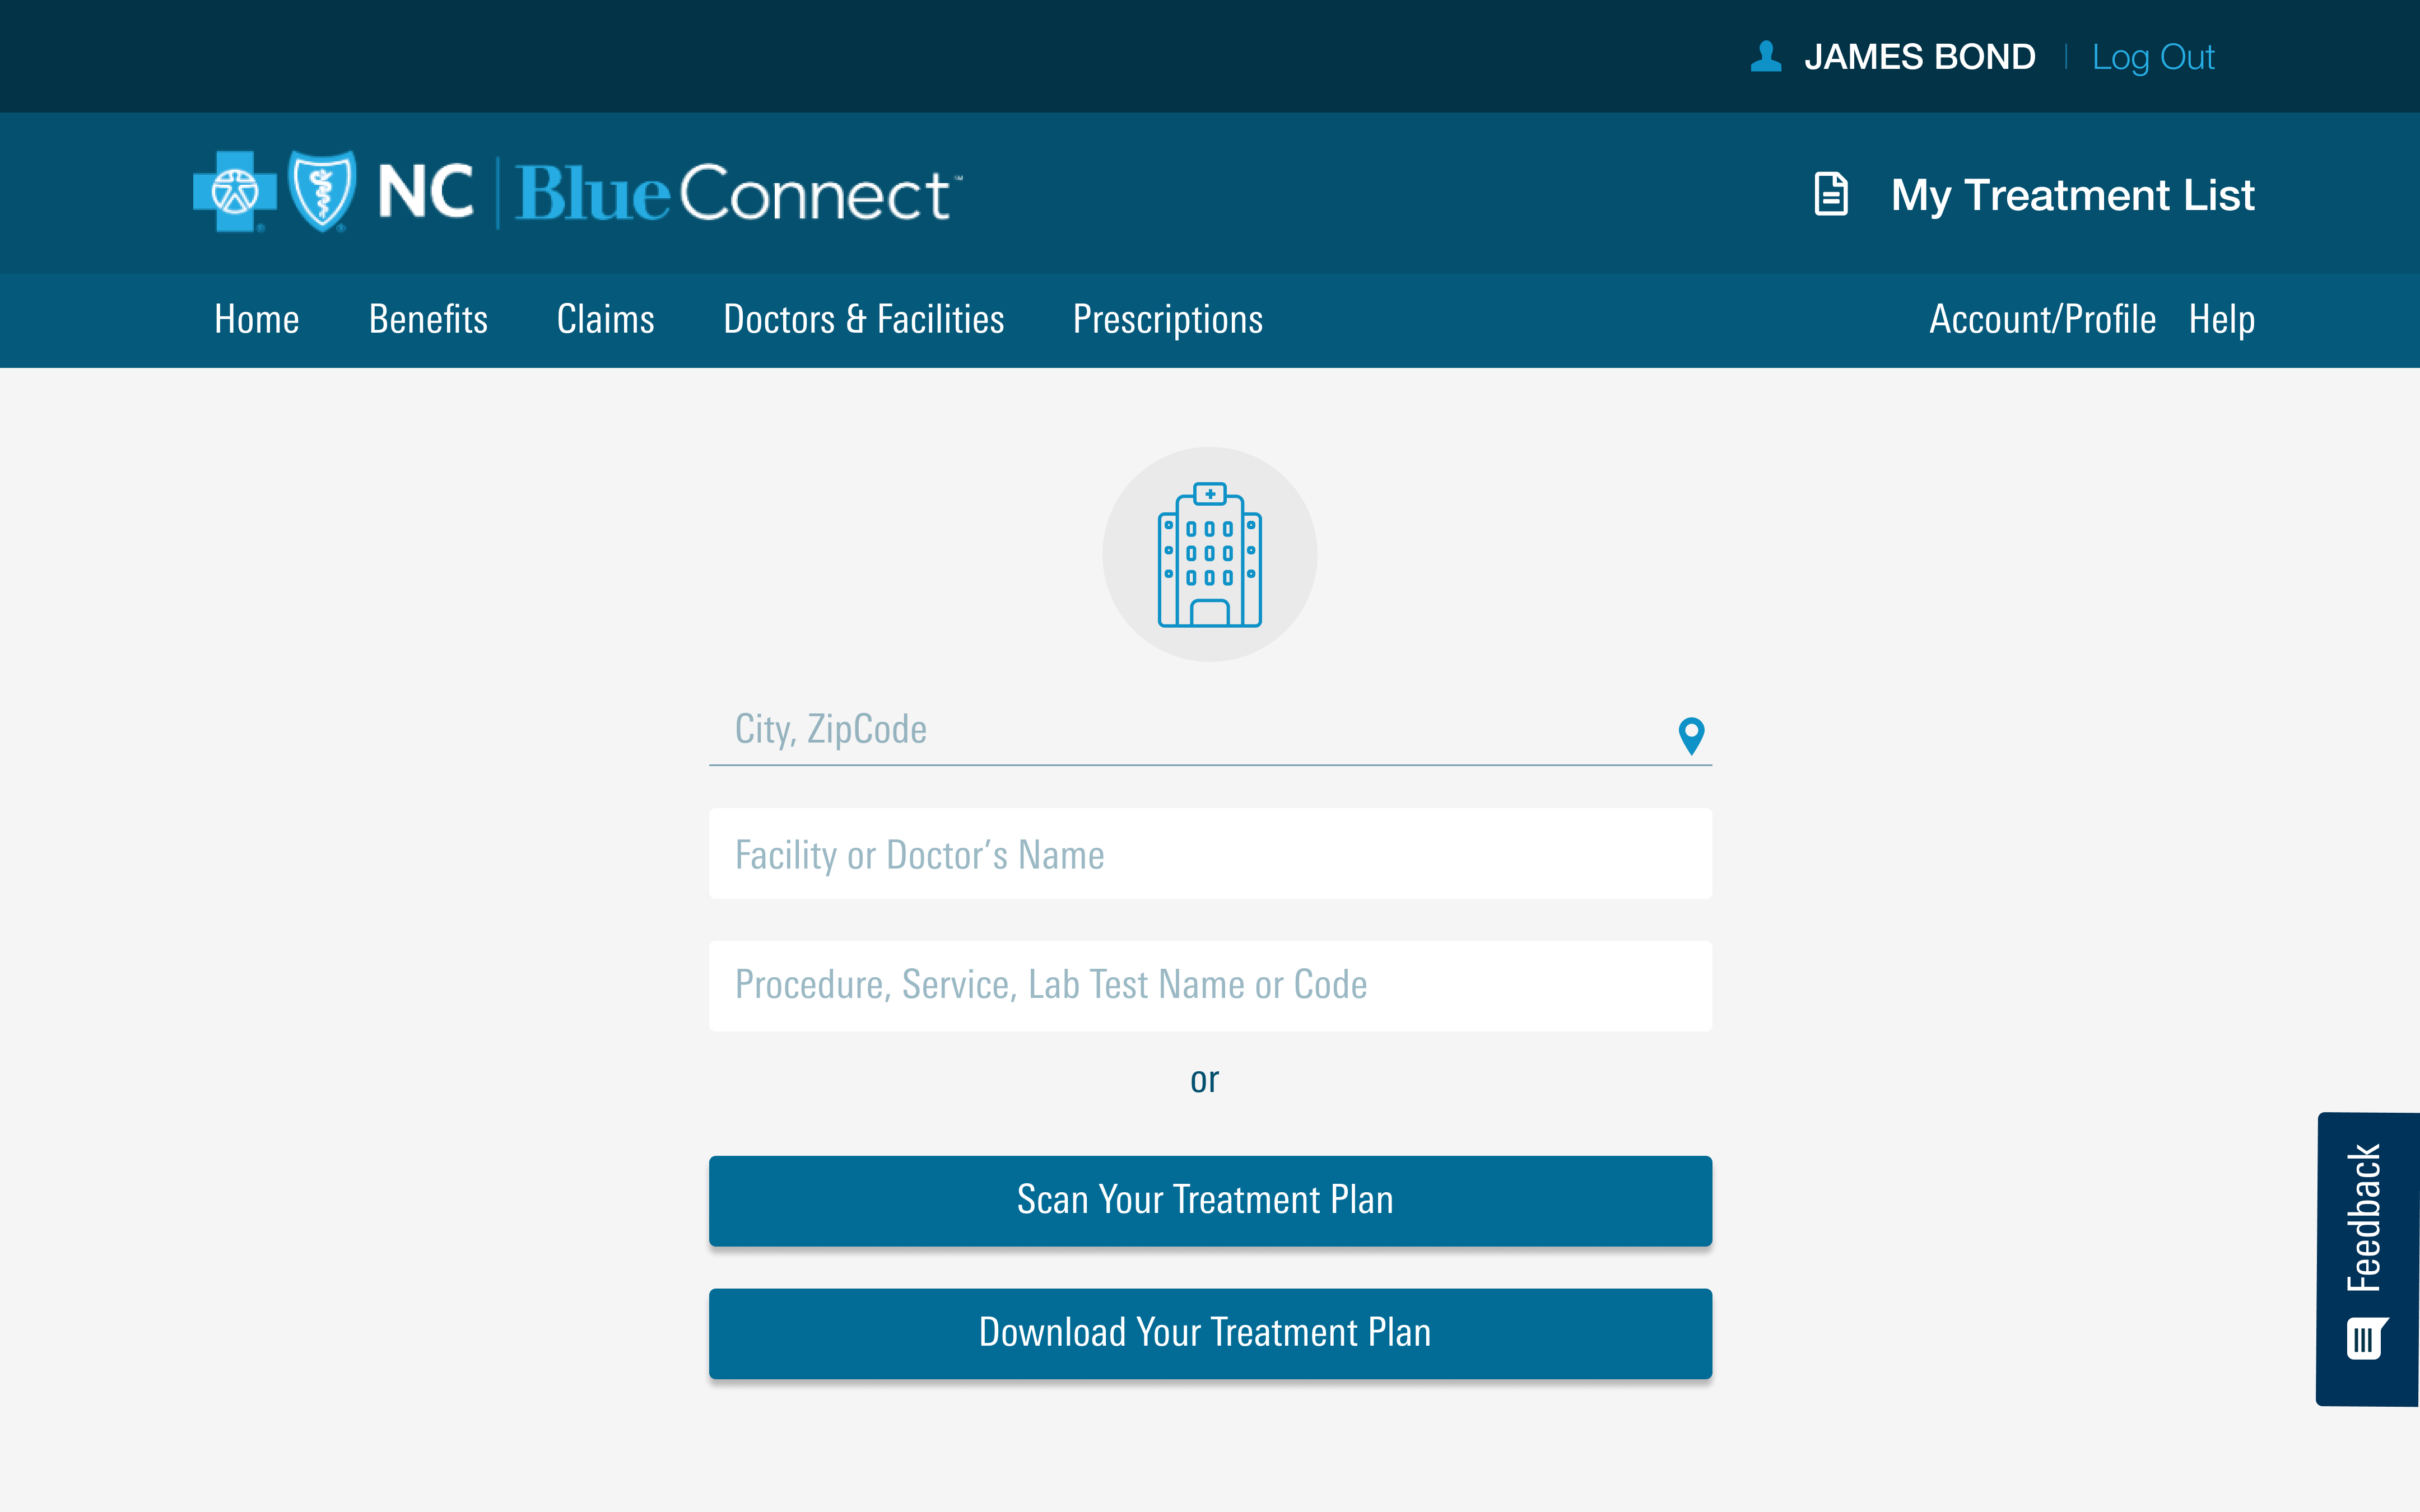 JAMES BOND | Log Out
NC | Blue Connect℠
My Treatment List
Home Benefits Claims Doctors & Facilities Prescriptions Account/Profile Help
City, ZipCode
Facility or Doctor’s Name
Procedure, Service, Lab Test Name or Code
or
Scan Your Treatment Plan
Download Your Treatment Plan
Feedback